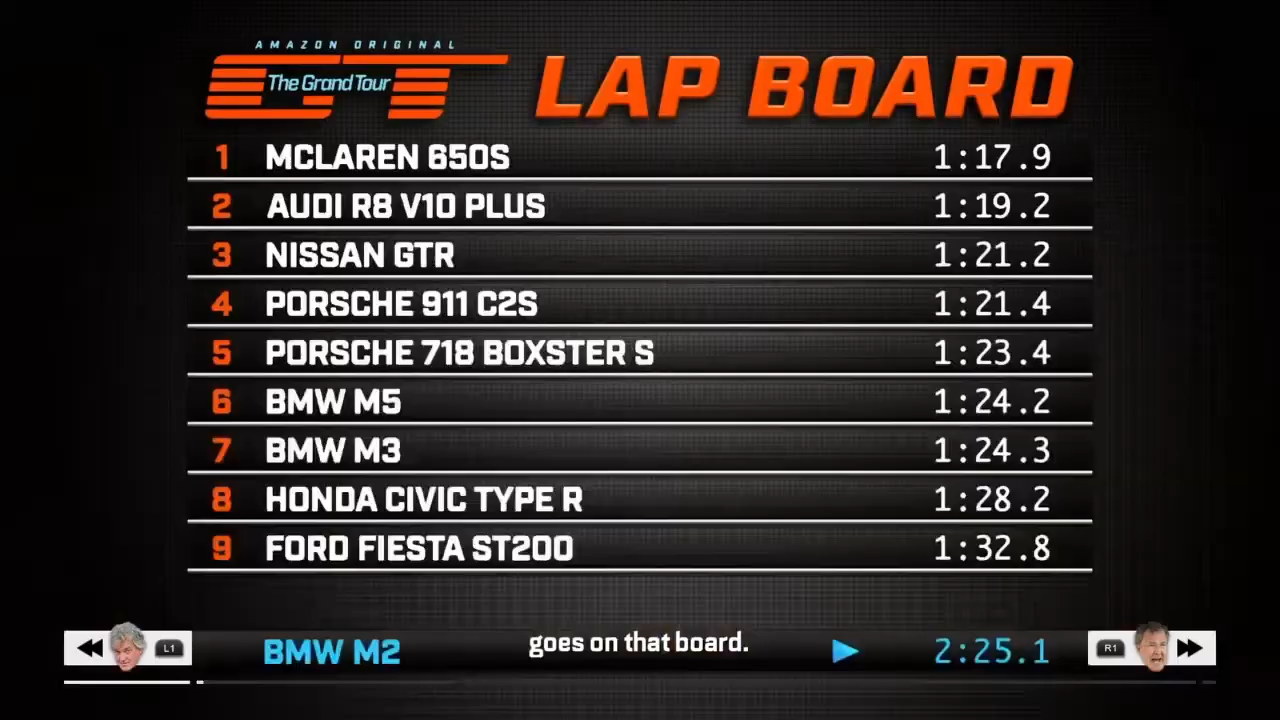 AMAZON ORIGINAL
The Grand Tour
LAP BOARD
1 MCLAREN 650S 1:17.9
2 AUDI R8 V10 PLUS 1:19.2
3 NISSAN GTR 1:21.2
4 PORSCHE 911 C2S 1:21.4
5 PORSCHE 718 BOXSTER S 1:23.4
6 BMW M5 1:24.2
7 BMW M3 1:24.3
8 HONDA CIVIC TYPE R 1:28.2
9 FORD FIESTA ST200 1:32.8
L1 BMW M2 goes on that board. 2:25.1 R1